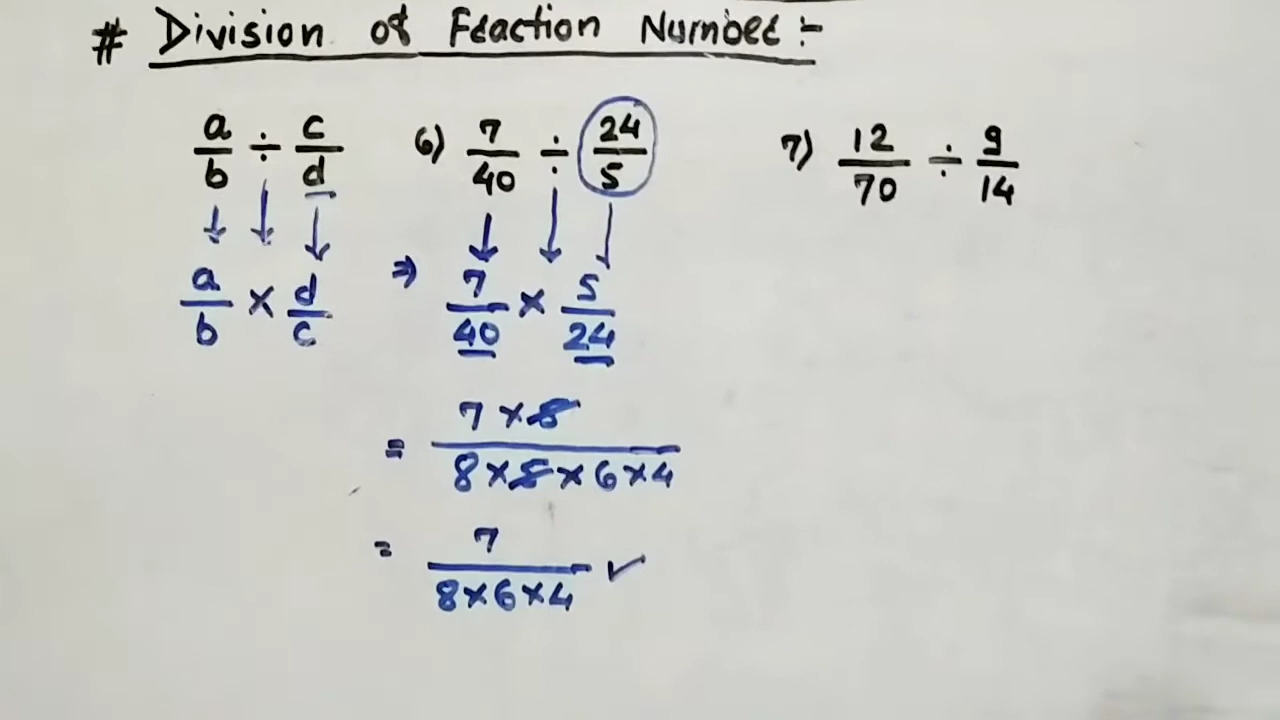 # Division of Fraction Number :-
a/b ÷ c/d
a/b × d/c
6) 7/40 ÷ 24/5
⇒ 7/40 × 5/24
= 7 × 5 / 8 × 5 × 6 × 4
= 7 / 8 × 6 × 4 ✓
7) 12/70 ÷ 9/14